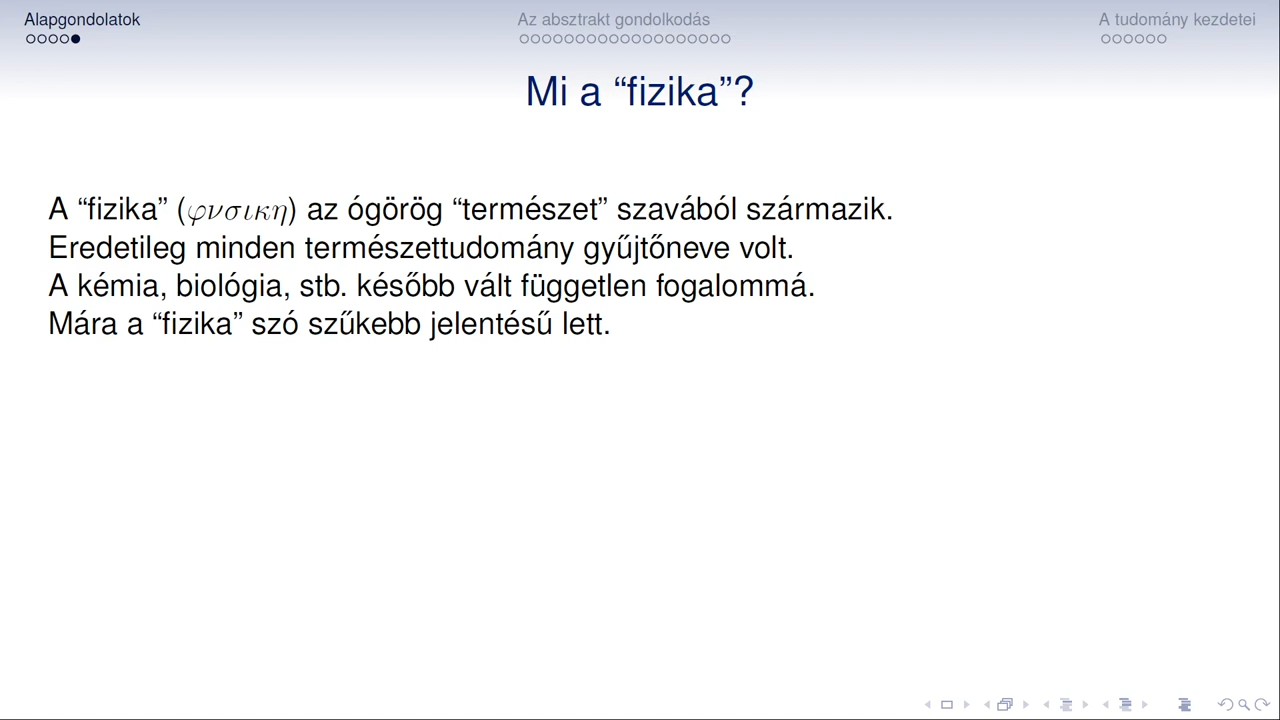 Alapgondolatok
Az absztrakt gondolkodás
A tudomány kezdetei
Mi a “fizika”?
A “fizika” (φνσικη) az ógörög “természet” szavából származik.
Eredetileg minden természettudomány gyűjtőneve volt.
A kémia, biológia, stb. később vált független fogalommá.
Mára a “fizika” szó szűkebb jelentésű lett.